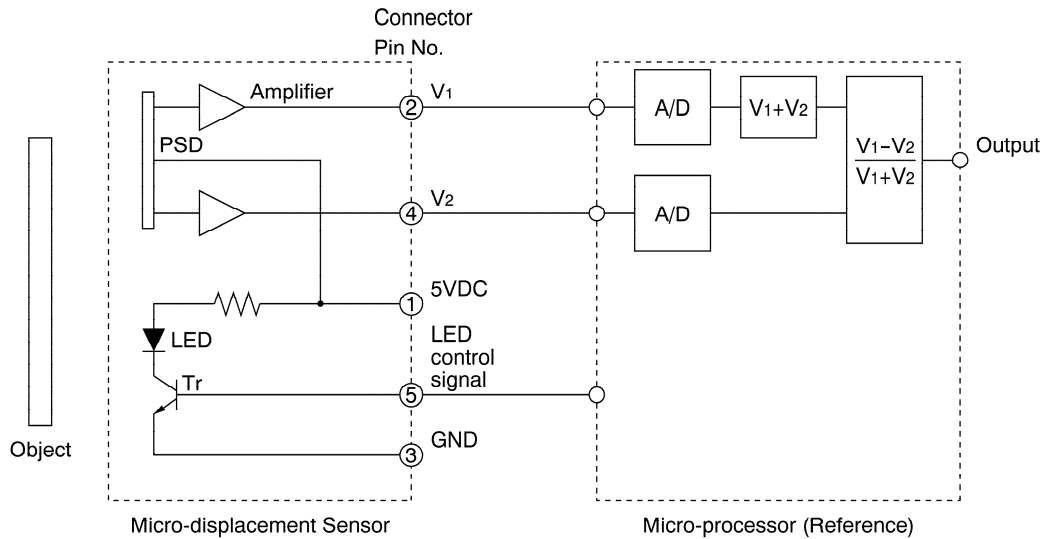 Connector
Pin No.
Amplifier
② V1
A/D
V1+V2
V1−V2
V1+V2
Output
PSD
④ V2
A/D
① 5VDC
LED
LED
control
signal
Tr
⑤
③ GND
Object
Micro-displacement Sensor
Micro-processor (Reference)